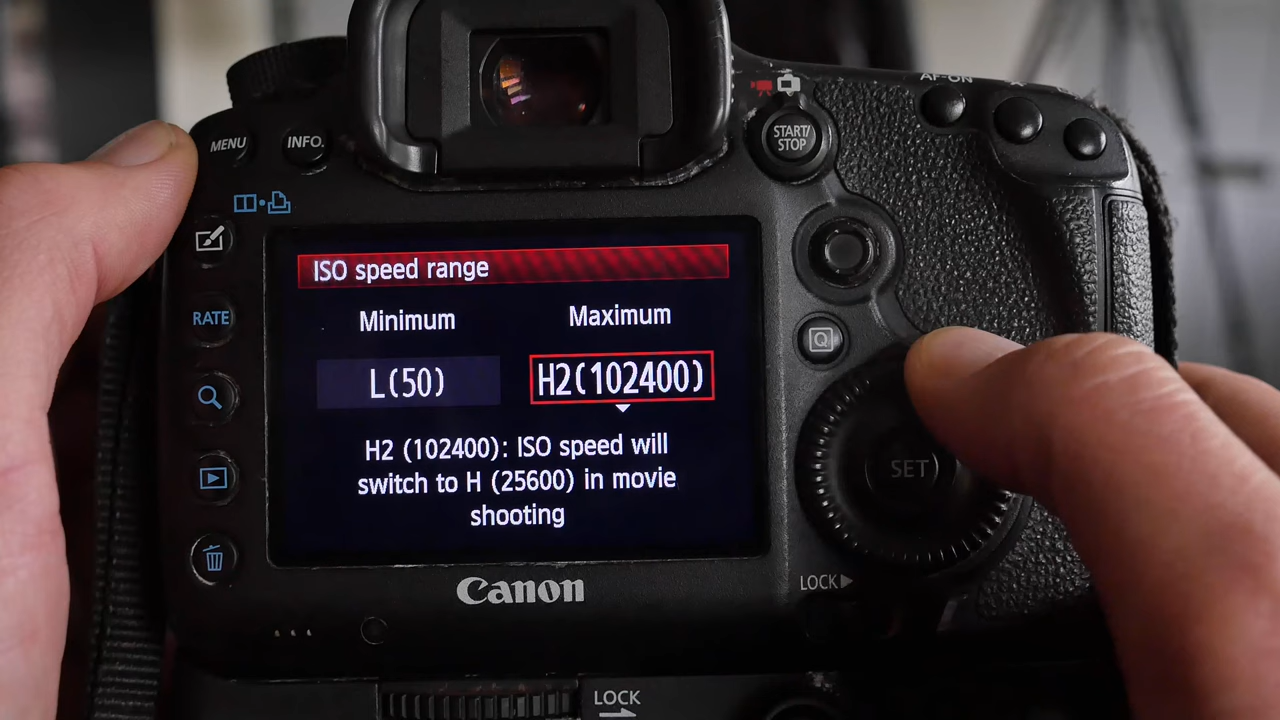 AF-ON
MENU
INFO.
START/
STOP
RATE
ISO speed range
Minimum
Maximum
L(50)
H2(102400)
H2 (102400): ISO speed will
switch to H (25600) in movie
shooting
Q
SET
LOCK
Canon
LOCK